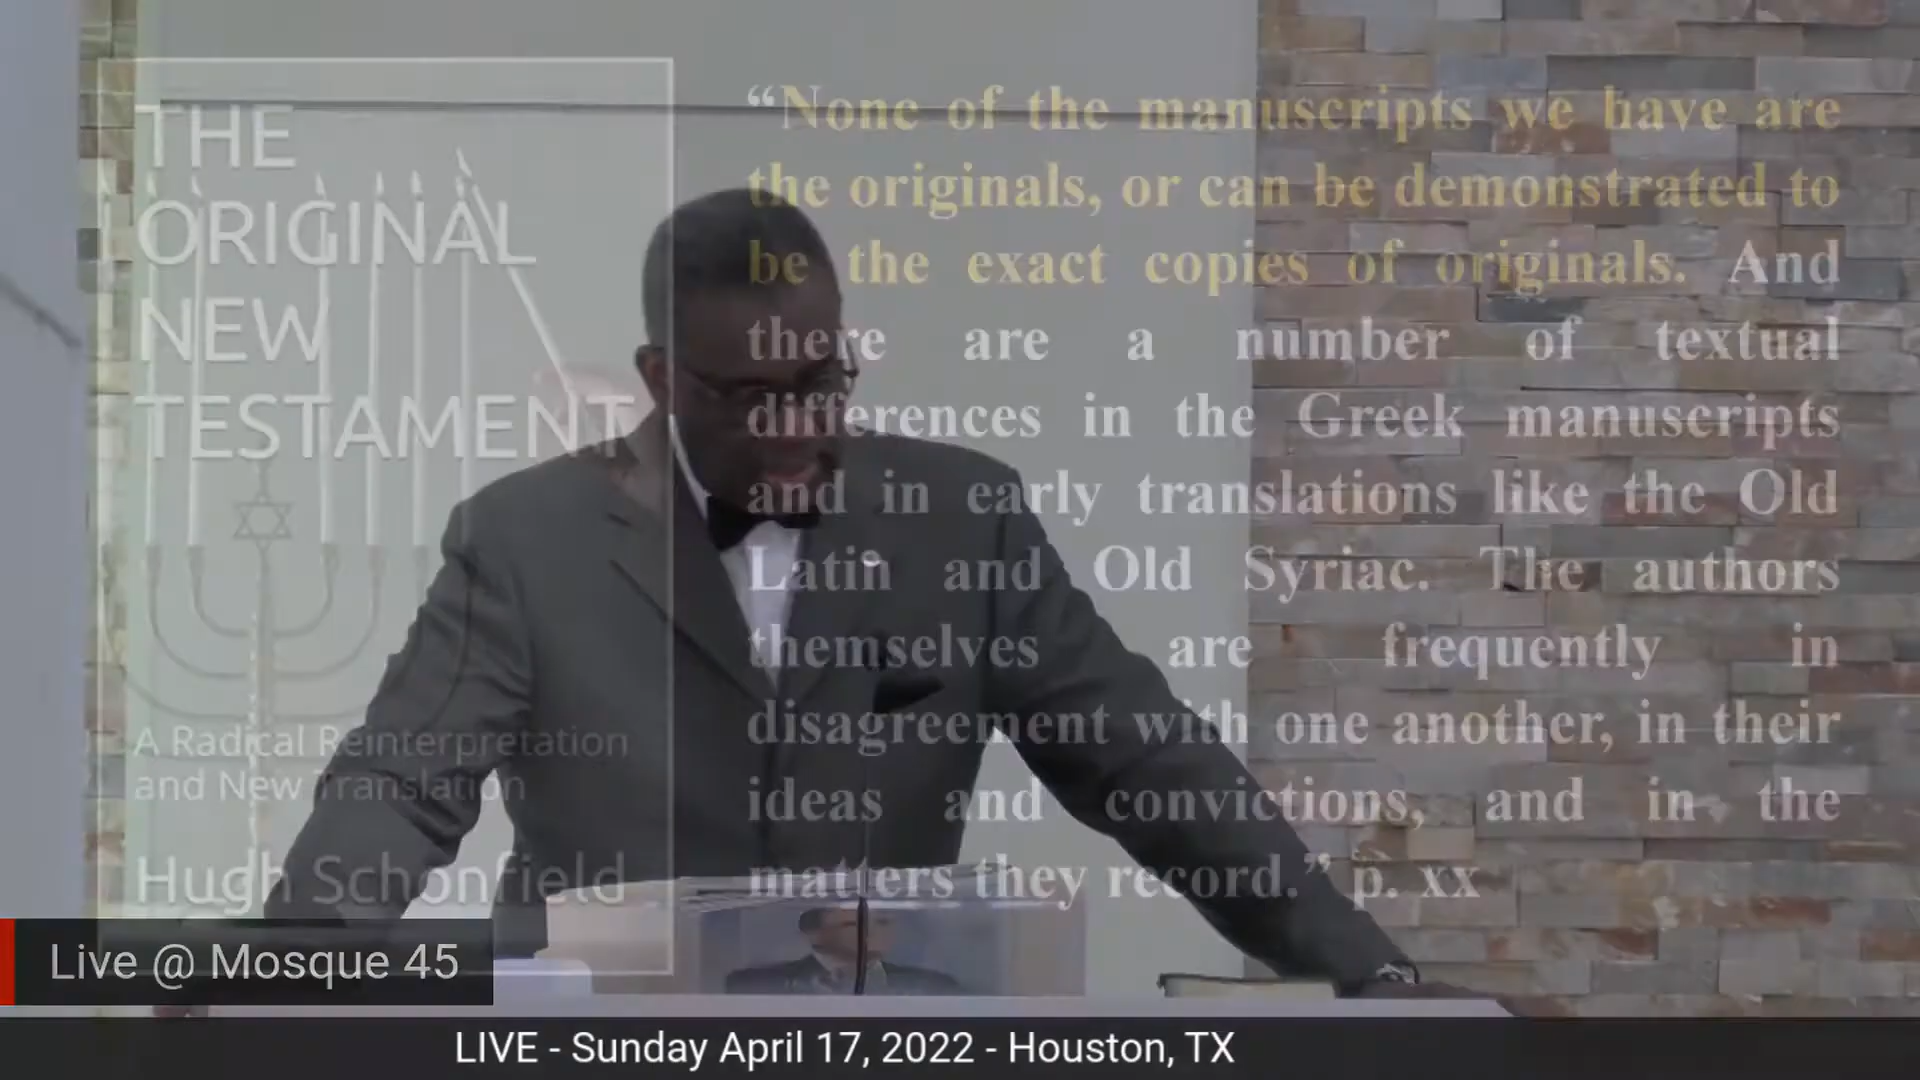 THE
ORIGINAL
NEW
TESTAMENT
A Radical Reinterpretation
and New Translation
Hugh Schonfield
“None of the manuscripts we have are
the originals, or can be demonstrated to
be the exact copies of originals. And
there are a number of textual
differences in the Greek manuscripts
and in early translations like the Old
Latin and Old Syriac. The authors
themselves are frequently in
disagreement with one another, in their
ideas and convictions, and in the
matters they record.” p. xx
Live @ Mosque 45
LIVE - Sunday April 17, 2022 - Houston, TX